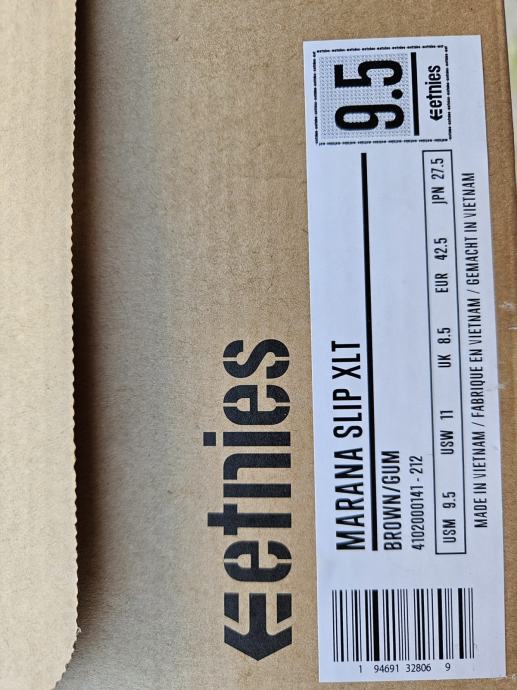 etnies
9.5
etnies
MARANA SLIP XLT
BROWN/GUM
4102000141 - 212
USM 9.5 USW 11 UK 8.5 EUR 42.5 JPN 27.5
MADE IN VIETNAM / FABRIQUE EN VIETNAM / GEMACHT IN VIETNAM
1 94691 32806 9